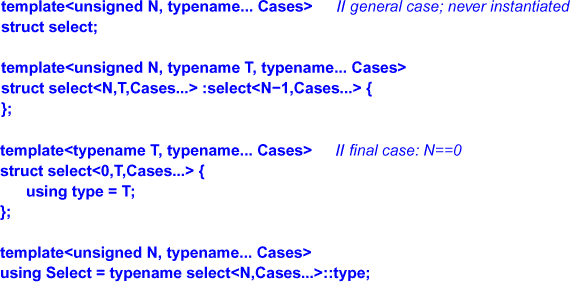 template<unsigned N, typename... Cases> // general case; never instantiated
struct select;
template<unsigned N, typename T, typename... Cases>
struct select<N,T,Cases...> :select<N−1,Cases...> {
};
template<typename T, typename... Cases> // final case: N==0
struct select<0,T,Cases...> {
using type = T;
};
template<unsigned N, typename... Cases>
using Select = typename select<N,Cases...>::type;